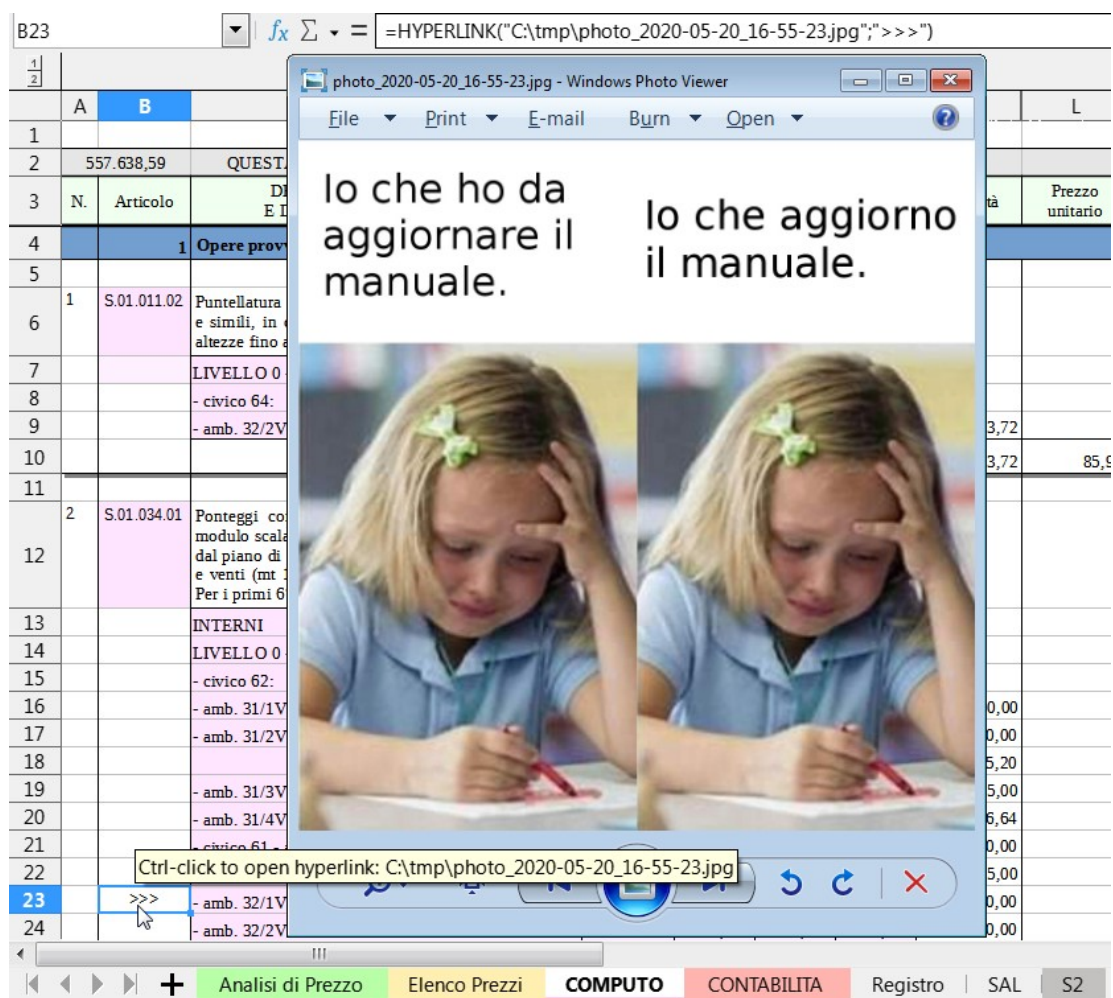 B23
fx Σ =
=HYPERLINK("C:\tmp\photo_2020-05-20_16-55-23.jpg";">>>")
1
2
photo_2020-05-20_16-55-23.jpg - Windows Photo Viewer
File Print E-mail Burn Open
A B L
Io che ho da
aggiornare il
manuale.
Io che aggiorno
il manuale.
1
2 557.638,59 QUESTA
3 N. Articolo
Prezzo
unitario
4 1 Opere
5
6 1 S.01.011.02 Puntellatura
e simili, in
altezze fino
7 LIVELLO 0
8 - civico 64:
9 - amb. 32/2V 3,72
10 3,72 85,9
11
12 2 S.01.034.01 Ponteggi
modulo
dal piano di
e venti (mt
Per i primi
13 INTERNI
14 LIVELLO 0
15 - civico 62:
16 - amb. 31/1V 0,00
17 - amb. 31/2V 0,00
18 5,20
19 - amb. 31/3V 5,00
20 - amb. 31/4V 6,64
21 - civico 61 - 0,00
22 5,00
Ctrl-click to open hyperlink: C:\tmp\photo_2020-05-20_16-55-23.jpg
23 >>> - amb. 32/1V 0,00
24 - amb. 32/2V 0,00
Analisi di Prezzo Elenco Prezzi COMPUTO CONTABILITA Registro SAL S2